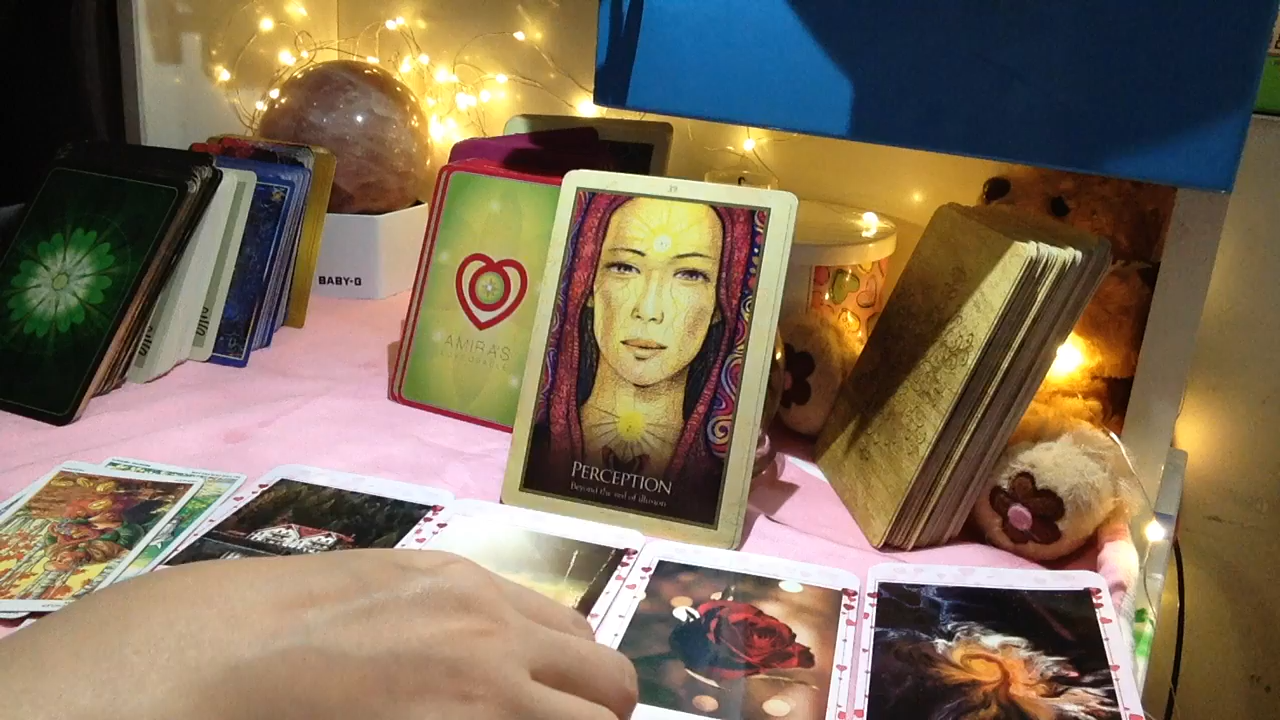 BABY-G
AMIRA'S
PERCEPTION
Beyond the veil of illusion